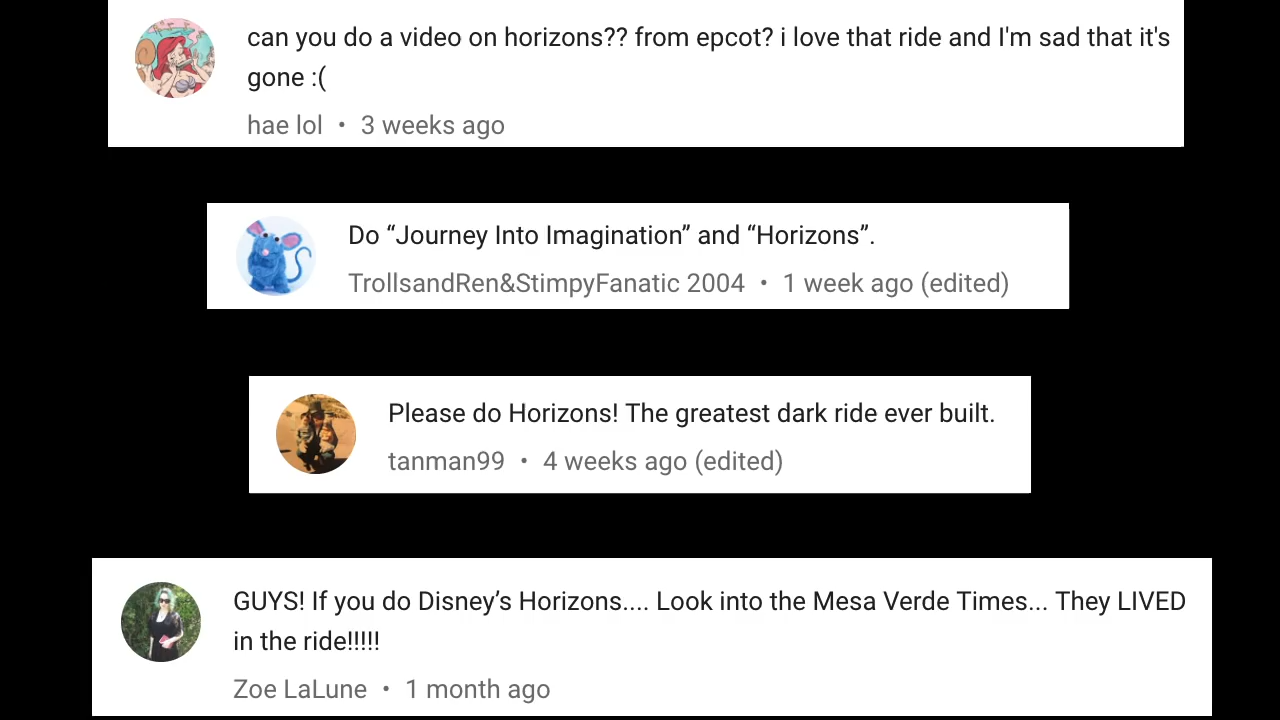 can you do a video on horizons?? from epcot? i love that ride and I'm sad that it's
gone :(
hae lol • 3 weeks ago
Do “Journey Into Imagination” and “Horizons”.
TrollsandRen&StimpyFanatic 2004 • 1 week ago (edited)
Please do Horizons! The greatest dark ride ever built.
tanman99 • 4 weeks ago (edited)
GUYS! If you do Disney’s Horizons.... Look into the Mesa Verde Times... They LIVED
in the ride!!!!!
Zoe LaLune • 1 month ago